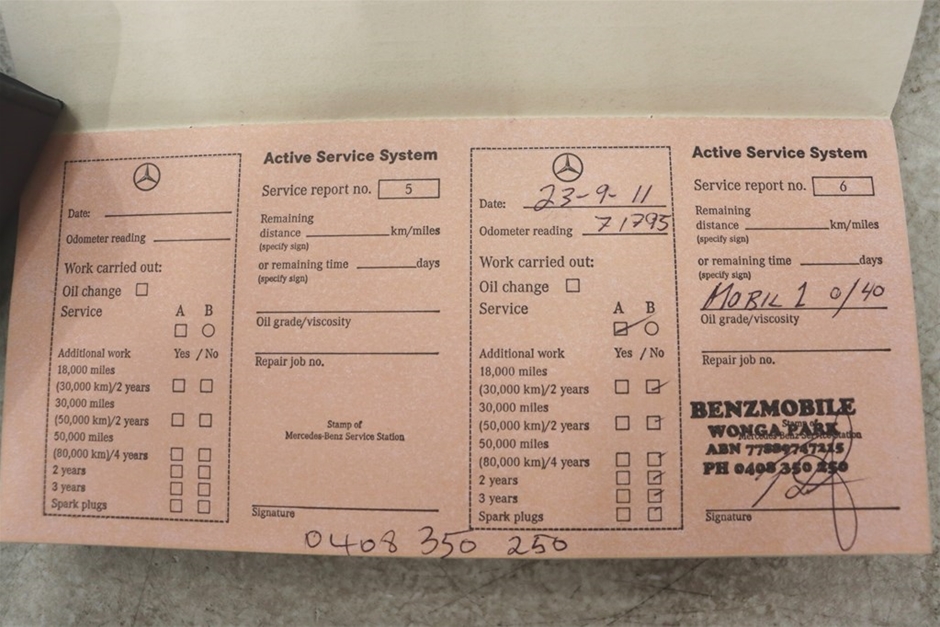 Active Service System
Service report no. 5
Date:
Odometer reading
Remaining
distance km/miles
(specify sign)
Work carried out:
or remaining time days
(specify sign)
Oil change
Service A B
Oil grade/viscosity
Additional work Yes / No
18,000 miles
(30,000 km)/2 years
30,000 miles
(50,000 km)/2 years
50,000 miles
(80,000 km)/4 years
2 years
3 years
Spark plugs
Repair job no.
Stamp of
Mercedes-Benz Service Station
Signature
Active Service System
Service report no. 6
Date: 23-9-11
Odometer reading 71795
Remaining
distance km/miles
(specify sign)
Work carried out:
or remaining time days
(specify sign)
Oil change
Service A B
MOBIL 1 0/40
Oil grade/viscosity
Additional work Yes / No
18,000 miles
(30,000 km)/2 years
30,000 miles
(50,000 km)/2 years
50,000 miles
(80,000 km)/4 years
2 years
3 years
Spark plugs
Repair job no.
BENZMOBILE
Stamp of
WONGA PARK
Mercedes-Benz Service Station
ABN 77889747215
PH 0408 350 250
Signature
0408 350 250